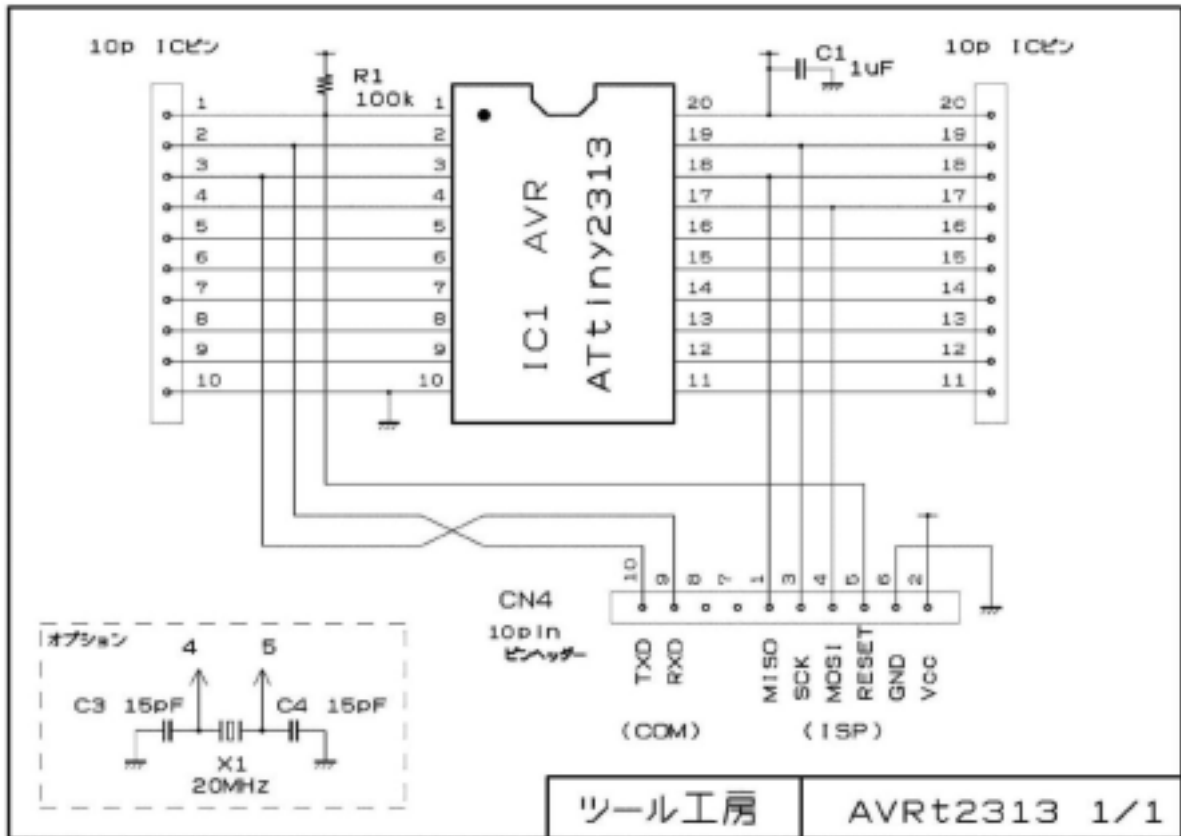 10p ICピン
10p ICピン
R1
100k
C1
1uF
1
2
3
4
5
6
7
8
9
10
1
2
3
4
5
6
7
8
9
10
IC1 AVR
ATtiny2313
20
19
18
17
16
15
14
13
12
11
20
19
18
17
16
15
14
13
12
11
CN4
10pin
ピンヘッダー
10
9
8
7
1
3
4
5
6
2
TXD
RXD
MISO
SCK
MOSI
RESET
GND
VCC
(COM)
(ISP)
オプション
4
5
C3 15pF
C4 15pF
X1
20MHz
ツール工房
AVRt2313 1/1